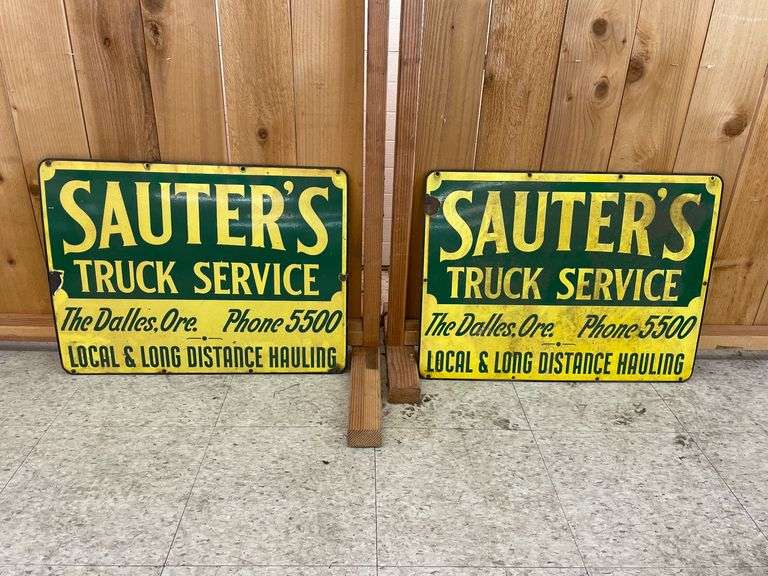 SAUTER'S
TRUCK SERVICE
The Dalles, Ore. Phone 5500
LOCAL & LONG DISTANCE HAULING
SAUTER'S
TRUCK SERVICE
The Dalles, Ore. Phone 5500
LOCAL & LONG DISTANCE HAULING